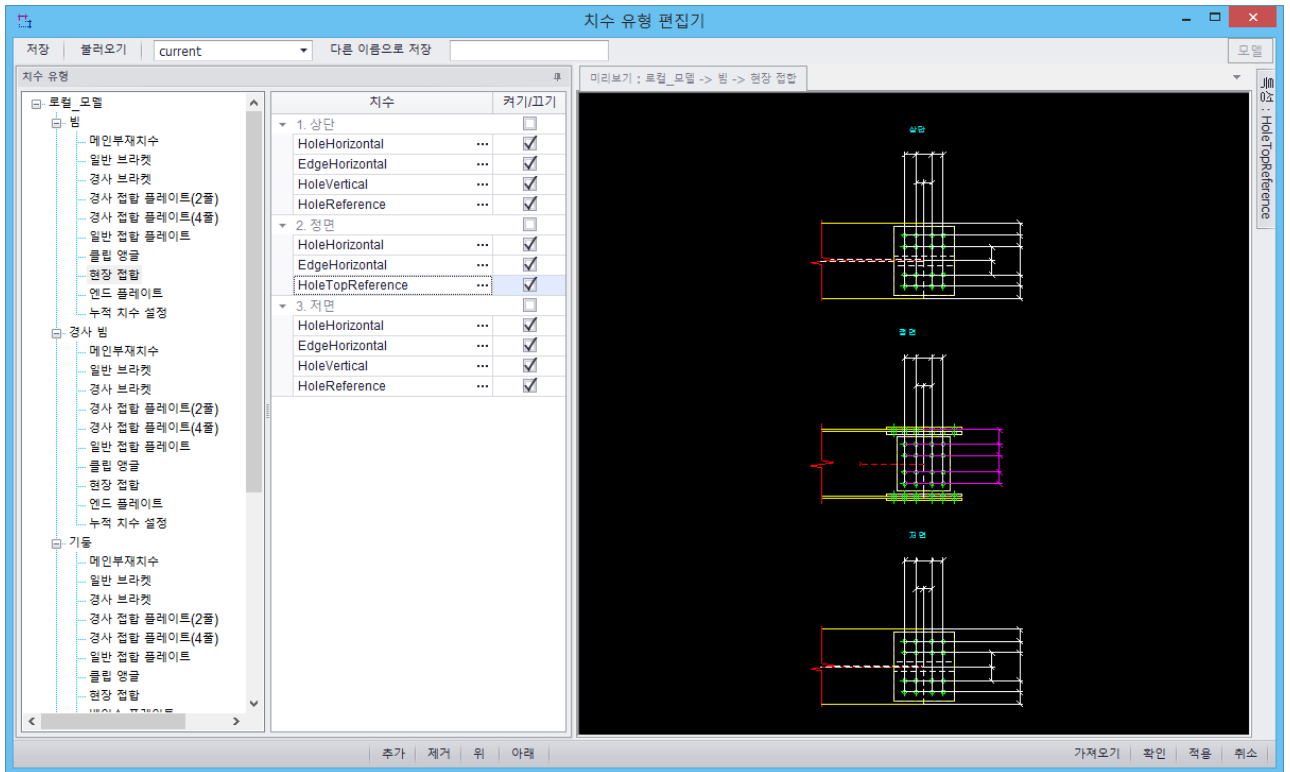 치수 유형 편집기
저장 불러오기 current 다른 이름으로 저장 모델
치수 유형
로컬_모델
빔
메인부재치수
일반 브라켓
경사 브라켓
경사 접합 플레이트(2풀)
경사 접합 플레이트(4풀)
일반 접합 플레이트
클립 앵글
현장 접합
엔드 플레이트
누적 치수 설정
경사 빔
메인부재치수
일반 브라켓
경사 브라켓
경사 접합 플레이트(2풀)
경사 접합 플레이트(4풀)
일반 접합 플레이트
클립 앵글
현장 접합
엔드 플레이트
누적 치수 설정
기둥
메인부재치수
일반 브라켓
경사 브라켓
경사 접합 플레이트(2풀)
경사 접합 플레이트(4풀)
일반 접합 플레이트
클립 앵글
현장 접합
치수 켜기/끄기
1. 상단
HoleHorizontal ...
EdgeHorizontal ...
HoleVertical ...
HoleReference ...
2. 정면
HoleHorizontal ...
EdgeHorizontal ...
HoleTopReference ...
3. 저면
HoleHorizontal ...
EdgeHorizontal ...
HoleVertical ...
HoleReference ...
미리보기 : 로컬_모델 -> 빔 -> 현장 접합
상단
정면
저면
특성 : HoleTopReference
추가 제거 위 아래
가져오기 확인 적용 취소